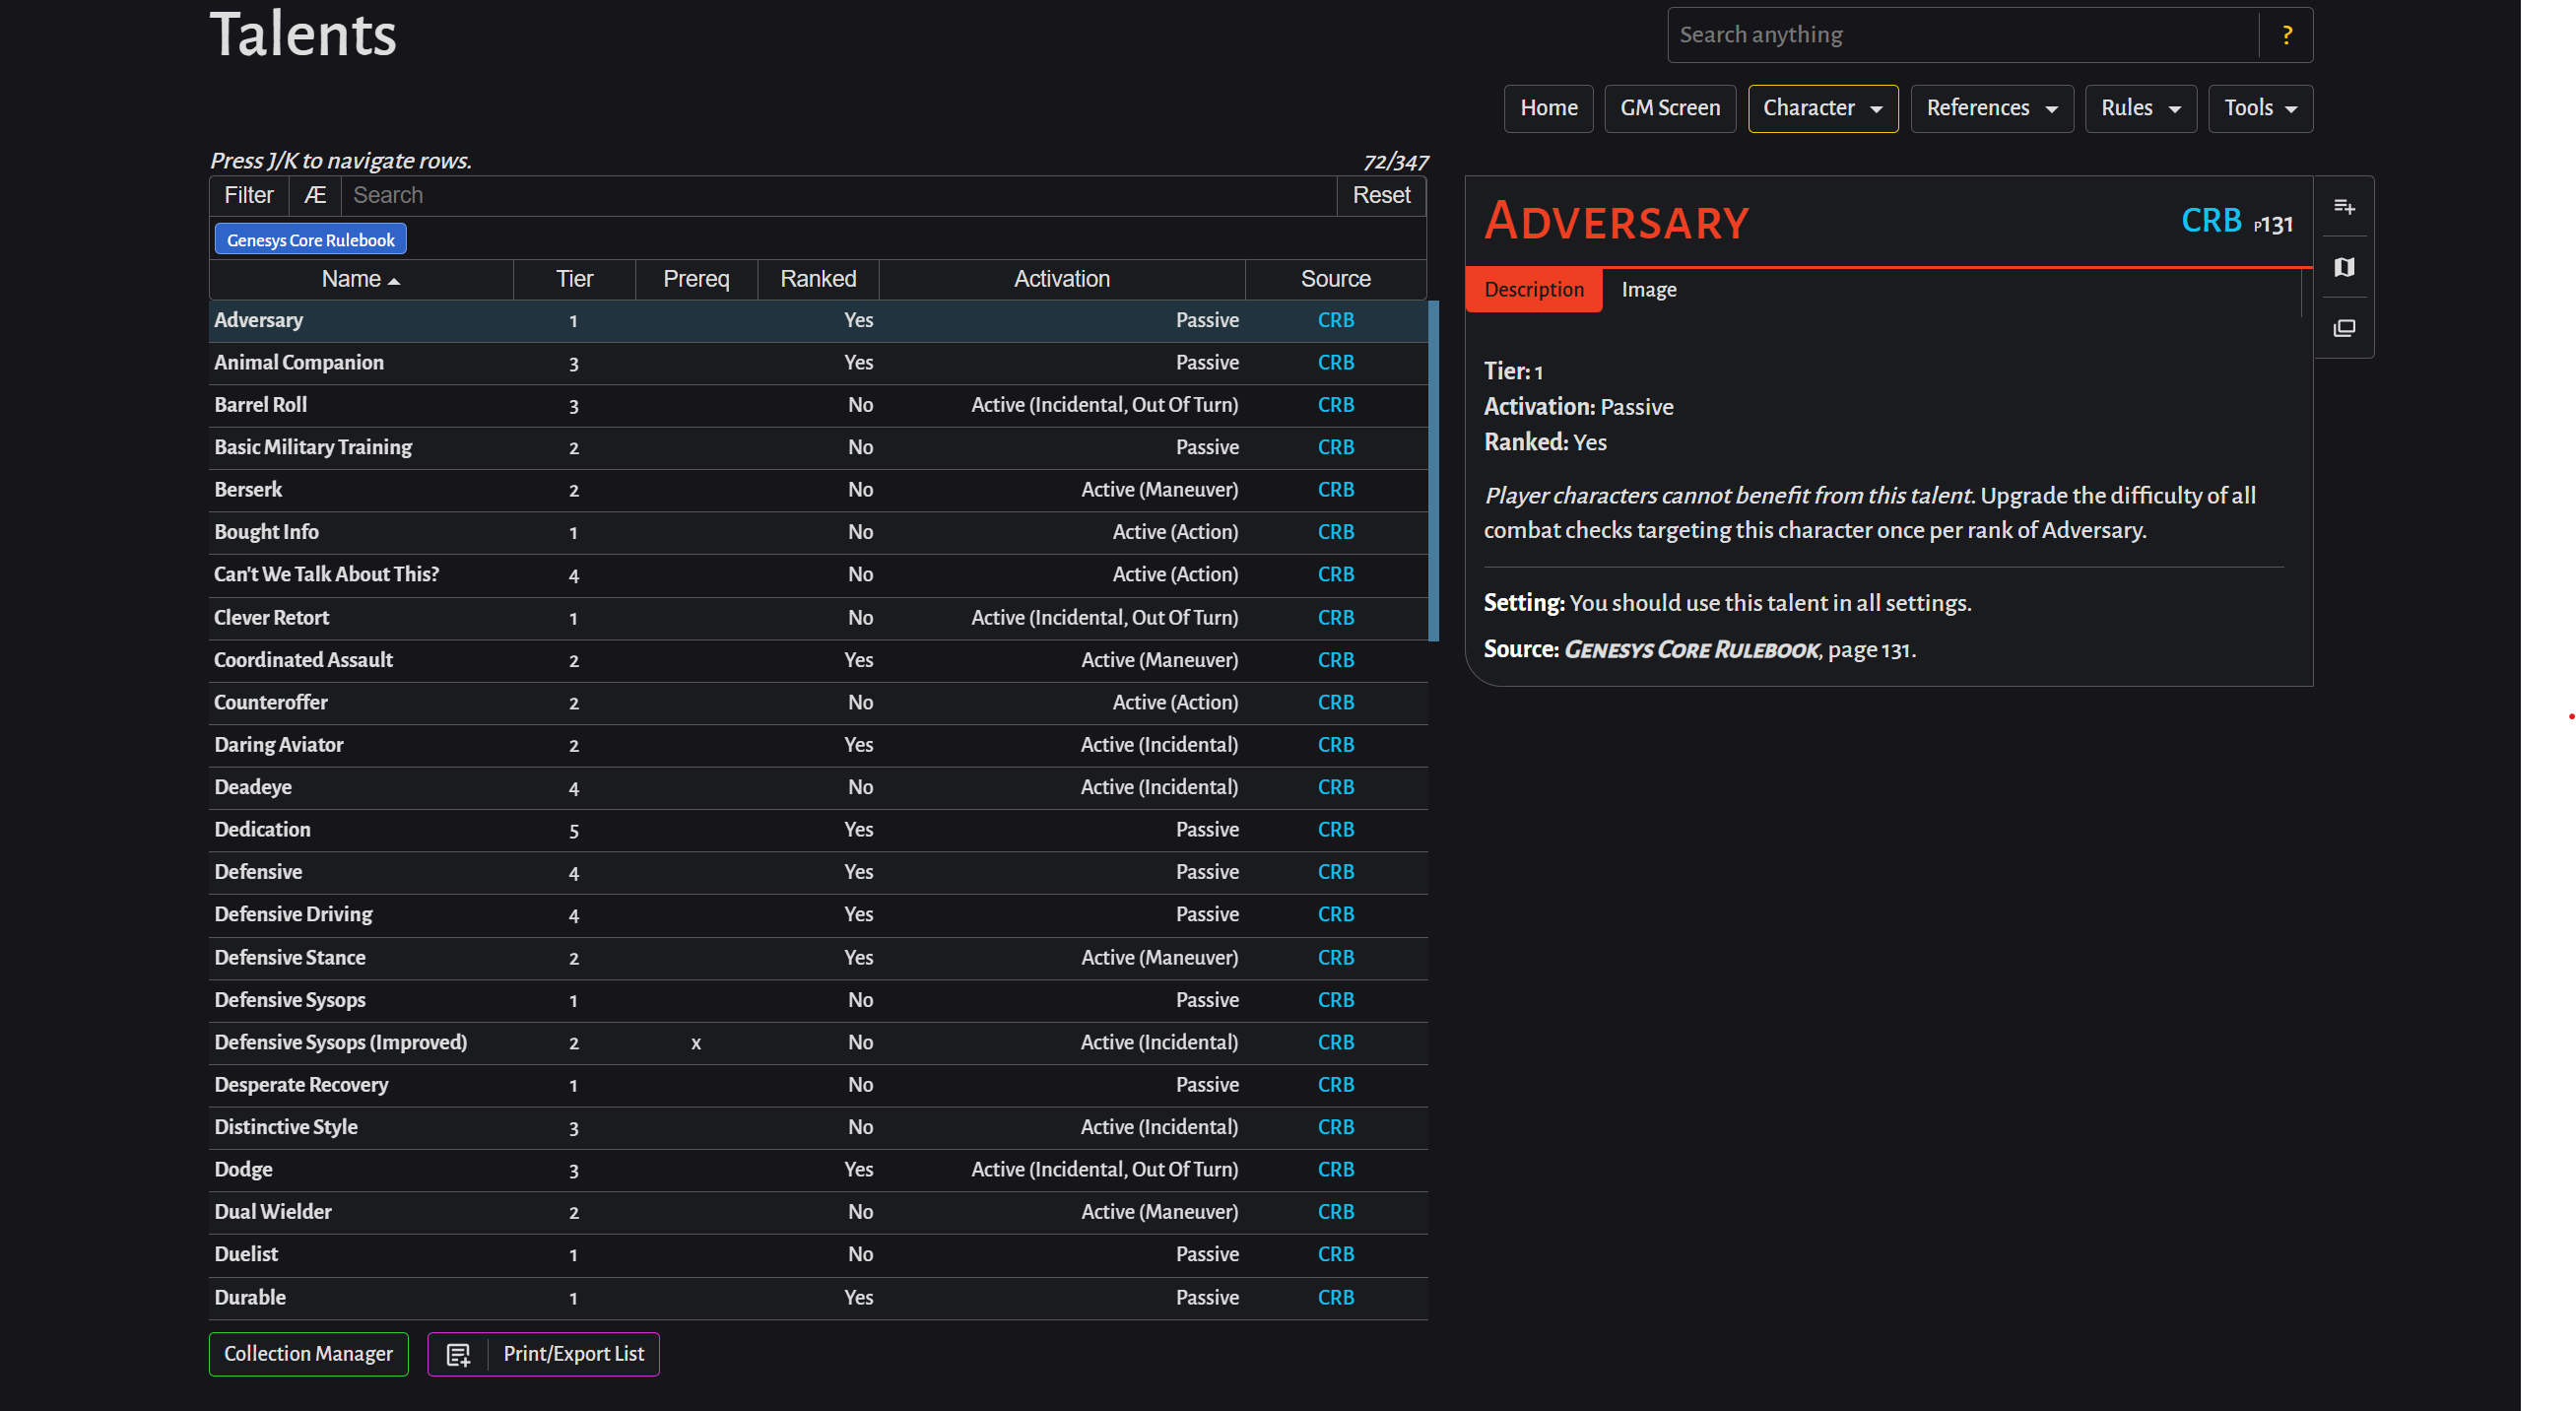 Talents
Search anything ?
Home GM Screen Character References Rules Tools
Press J/K to navigate rows. 72/347
Filter Æ Search Reset
Genesys Core Rulebook
Name Tier Prereq Ranked Activation Source
Adversary 1 Yes Passive CRB
Animal Companion 3 Yes Passive CRB
Barrel Roll 3 No Active (Incidental, Out Of Turn) CRB
Basic Military Training 2 No Passive CRB
Berserk 2 No Active (Maneuver) CRB
Bought Info 1 No Active (Action) CRB
Can't We Talk About This? 4 No Active (Action) CRB
Clever Retort 1 No Active (Incidental, Out Of Turn) CRB
Coordinated Assault 2 Yes Active (Maneuver) CRB
Counteroffer 2 No Active (Action) CRB
Daring Aviator 2 Yes Active (Incidental) CRB
Deadeye 4 No Active (Incidental) CRB
Dedication 5 Yes Passive CRB
Defensive 4 Yes Passive CRB
Defensive Driving 4 Yes Passive CRB
Defensive Stance 2 Yes Active (Maneuver) CRB
Defensive Sysops 1 No Passive CRB
Defensive Sysops (Improved) 2 x No Active (Incidental) CRB
Desperate Recovery 1 No Passive CRB
Distinctive Style 3 No Active (Incidental) CRB
Dodge 3 Yes Active (Incidental, Out Of Turn) CRB
Dual Wielder 2 No Active (Maneuver) CRB
Duelist 1 No Passive CRB
Durable 1 Yes Passive CRB
Collection Manager Print/Export List
Adversary CRB p131
Description Image
Tier: 1
Activation: Passive
Ranked: Yes
Player characters cannot benefit from this talent. Upgrade the difficulty of all
combat checks targeting this character once per rank of Adversary.
Setting: You should use this talent in all settings.
Source: Genesys Core Rulebook, page 131.